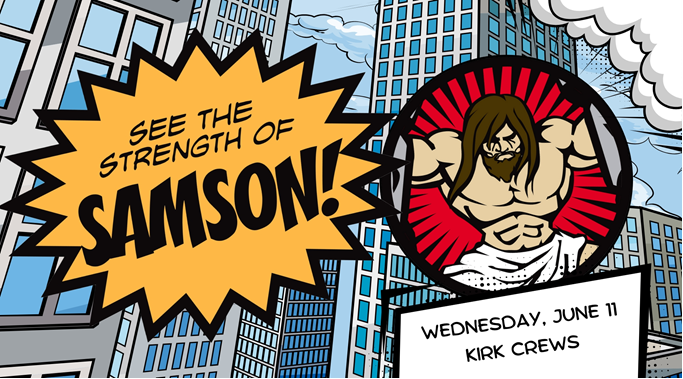 SEE THE
STRENGTH OF
SAMSON!
WEDNESDAY, JUNE 11
KIRK CREWS